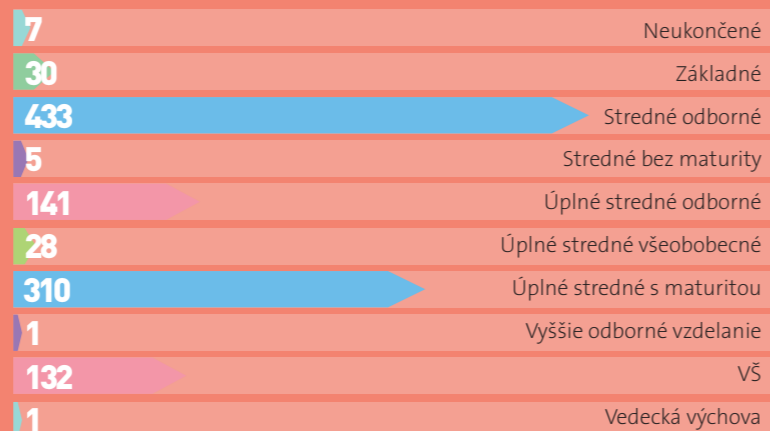 7 Neukončené
30 Základné
433 Stredné odborné
5 Stredné bez maturity
141 Úplné stredné odborné
28 Úplné stredné všeobobecné
310 Úplné stredné s maturitou
1 Vyššie odborné vzdelanie
132 VŠ
1 Vedecká výchova